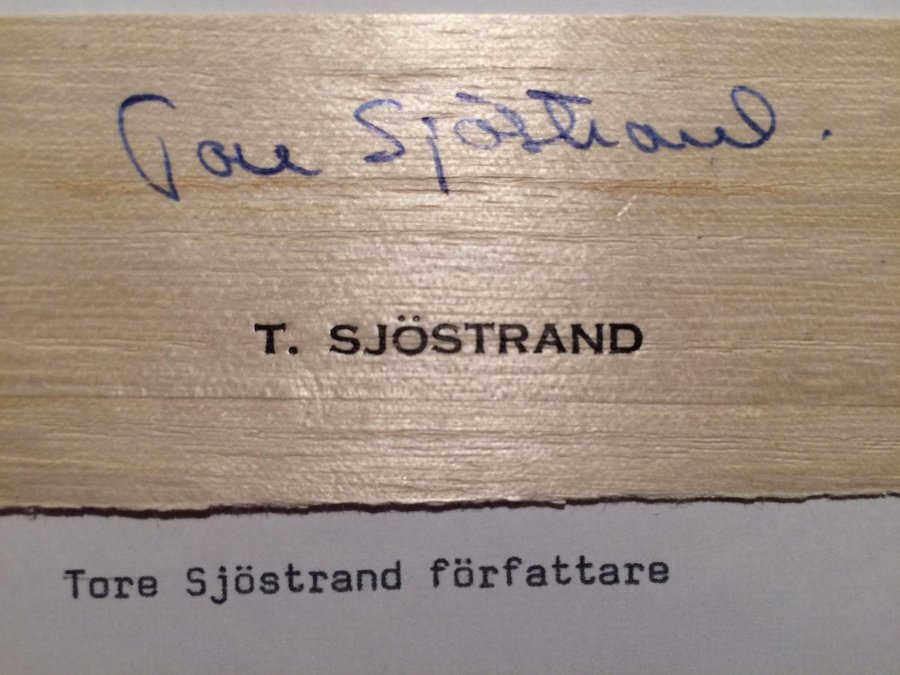 Tore Sjöstrand.
T. SJÖSTRAND
Tore Sjöstrand författare